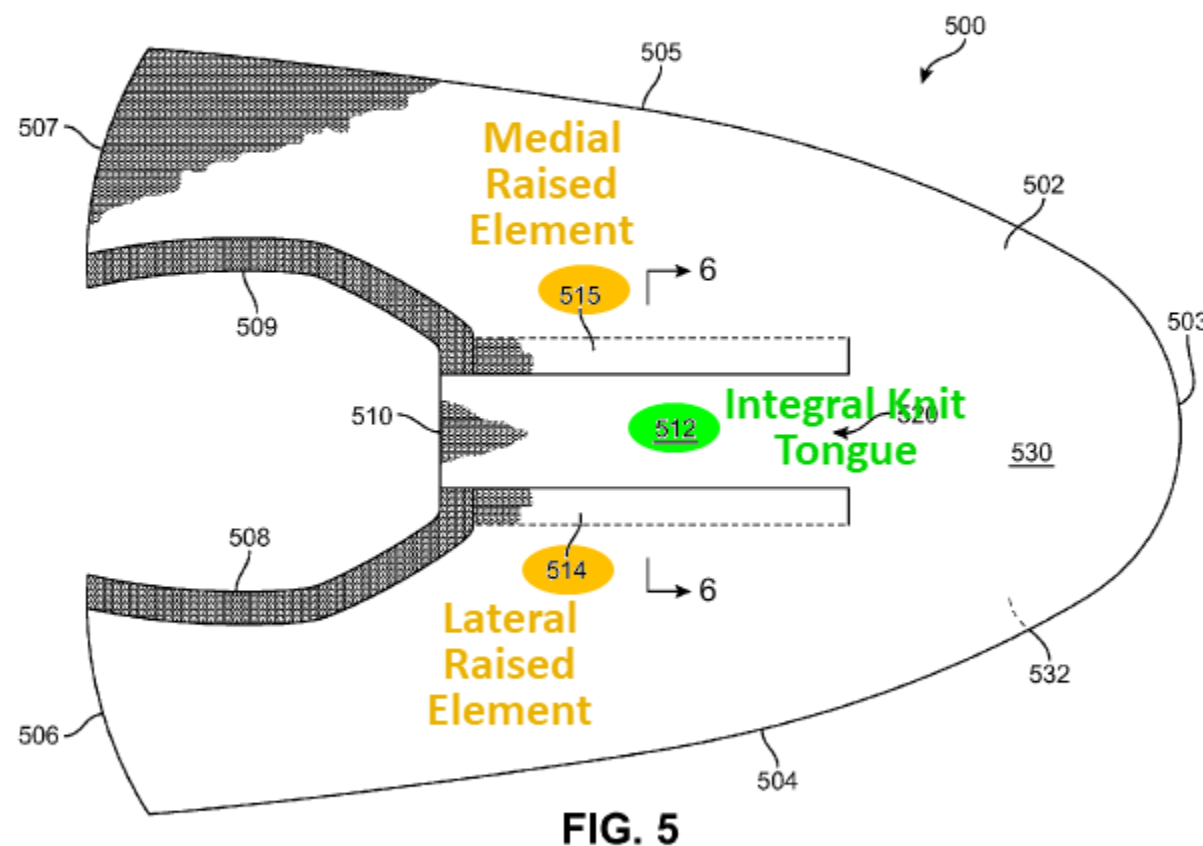 500
505
507
Medial
Raised
Element
502
515
6
509
503
510
512
Integral Knit
Tongue
520
530
508
514
6
Lateral
Raised
Element
532
506
504
FIG. 5